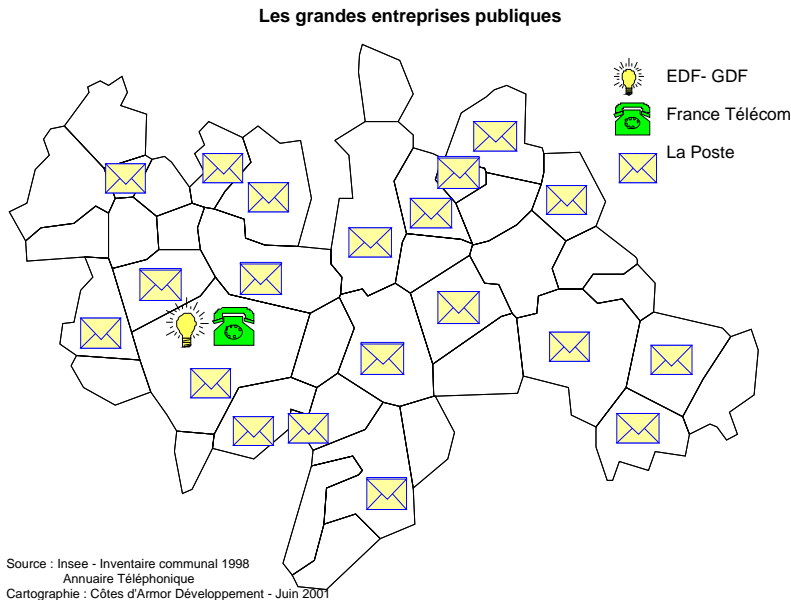 Les grandes entreprises publiques
EDF- GDF
France Télécom
La Poste
Source : Insee - Inventaire communal 1998
Annuaire Téléphonique
Cartographie : Côtes d'Armor Développement - Juin 2001